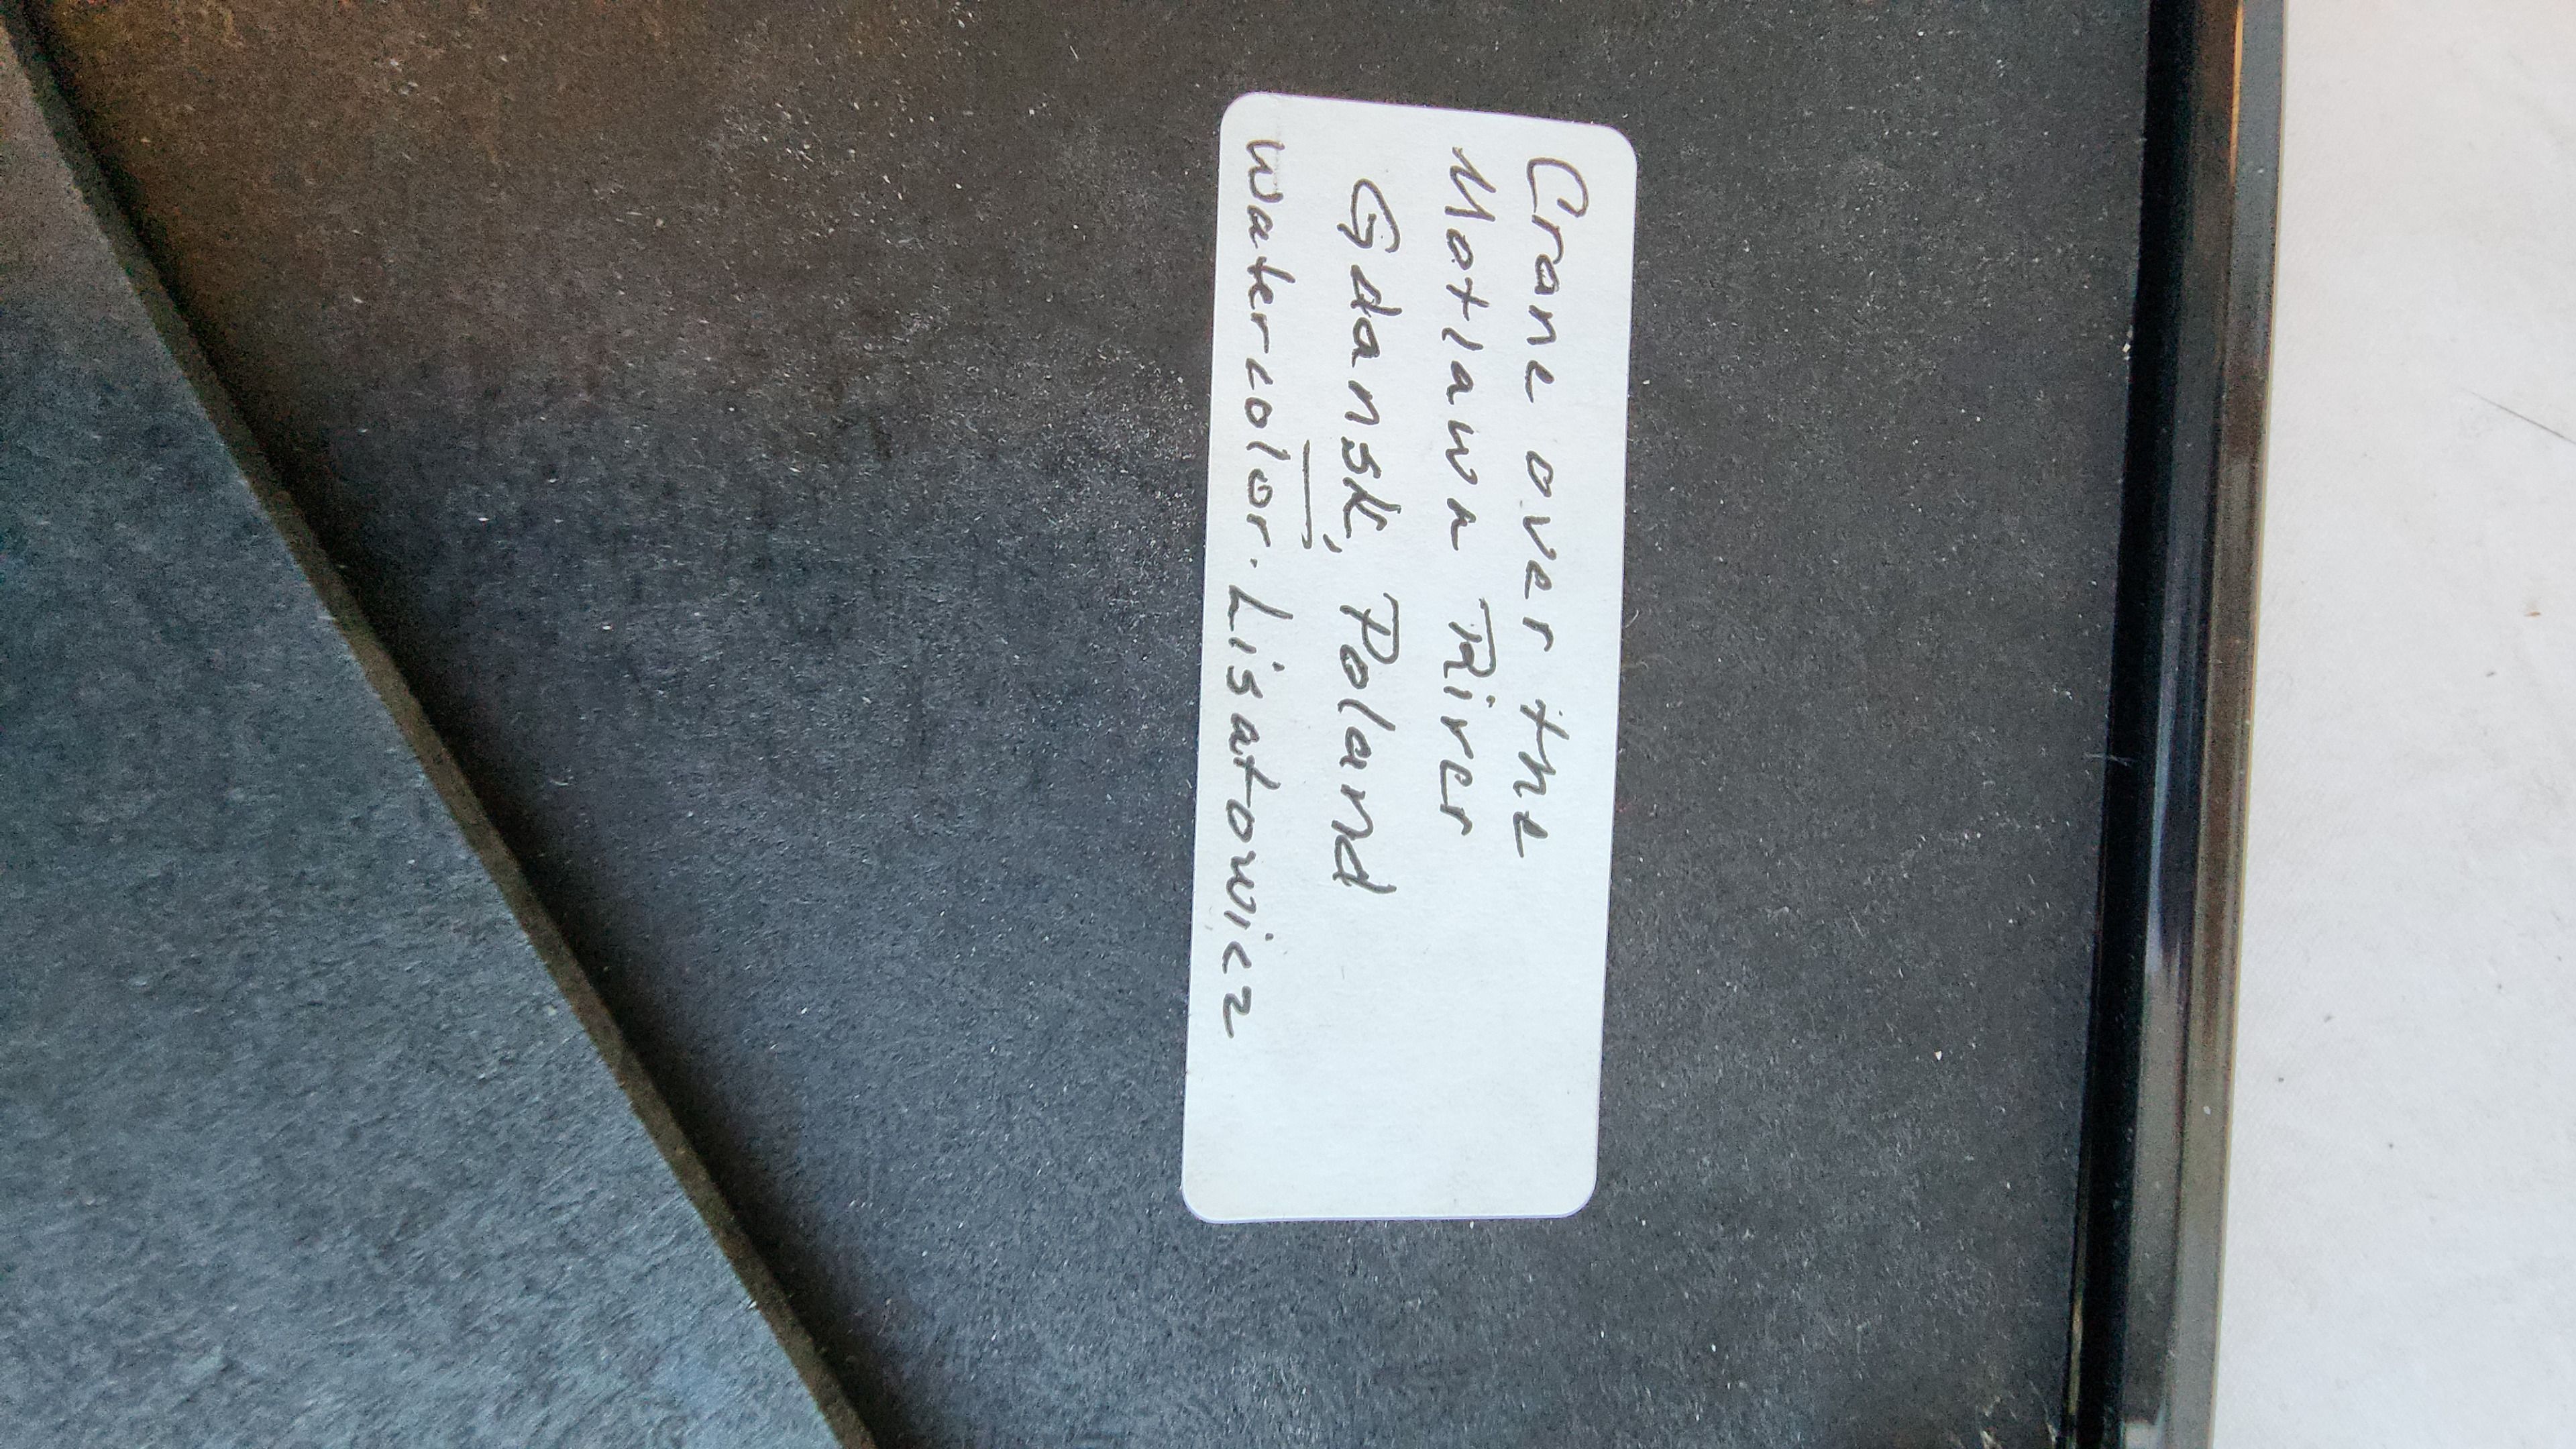 Crane over the
Motlawa River
Gdansk, Poland
watercolor. Lisatowicz